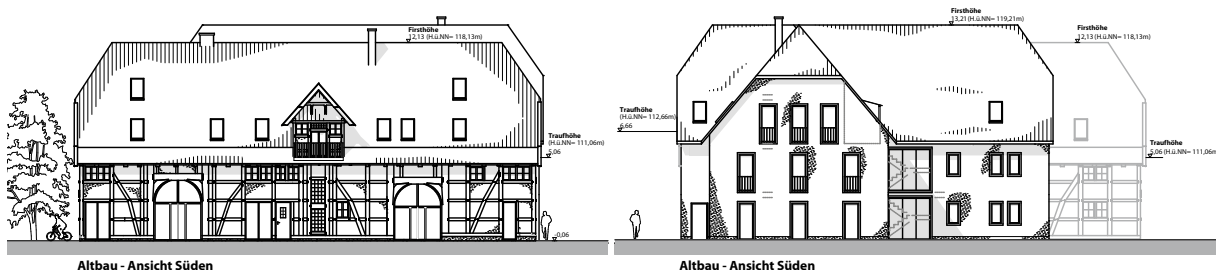 Firsthöhe
12,13 (H.ü.NN= 118,13m)
Traufhöhe
(H.ü.NN= 111,06m)
5,06
-0,06
Altbau - Ansicht Süden
Firsthöhe
13,21 (H.ü.NN= 119,21m)
Firsthöhe
12,13 (H.ü.NN= 118,13m)
Traufhöhe
(H.ü.NN= 112,66m)
6,66
Traufhöhe
5,06 (H.ü.NN= 111,06m)
Altbau - Ansicht Süden